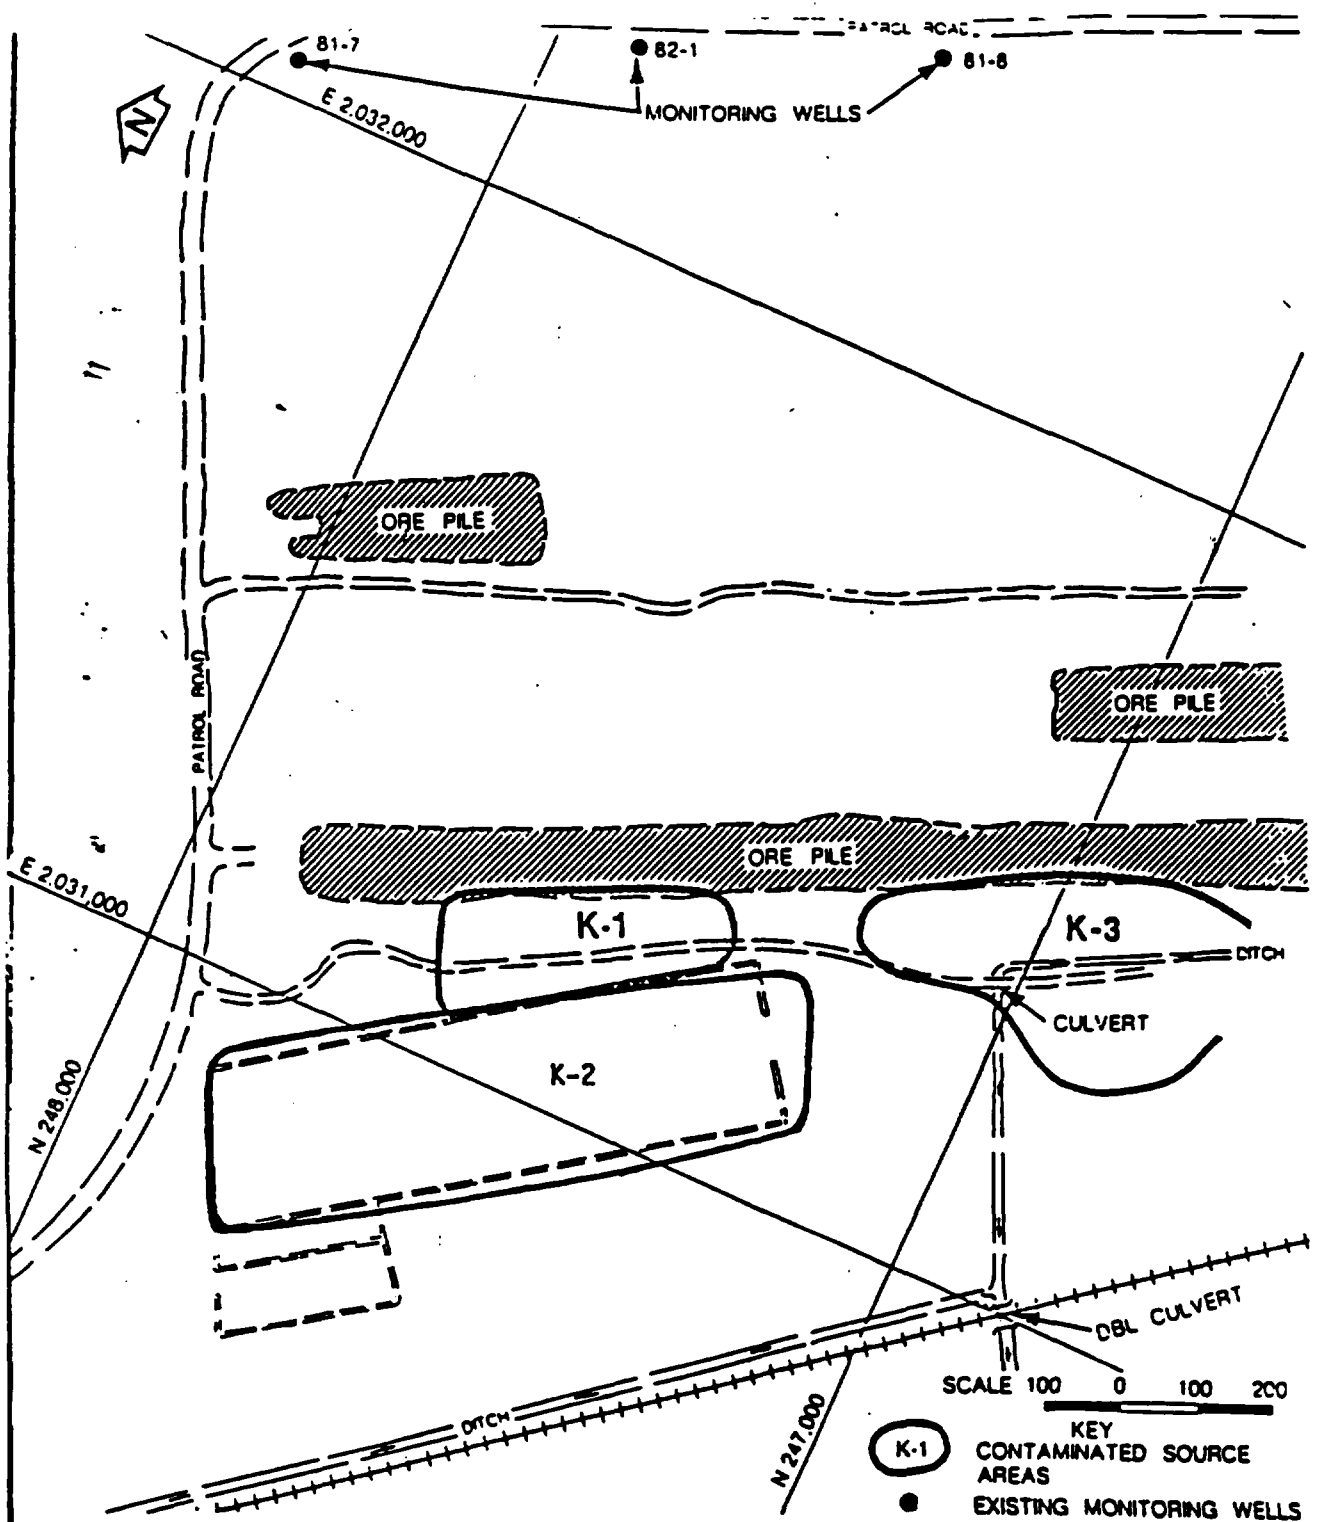 PATROL ROAD
81-7
82-1
81-8
MONITORING WELLS
N
E 2.032.000
ORE PILE
PATROL ROAD
ORE PILE
ORE PILE
E 2.031,000
K-1
K-3
DITCH
CULVERT
K-2
N 248.000
DBL CULVERT
SCALE 100 0 100 200
DITCH
N 247.000
KEY
K-1
CONTAMINATED SOURCE
AREAS
EXISTING MONITORING WELLS